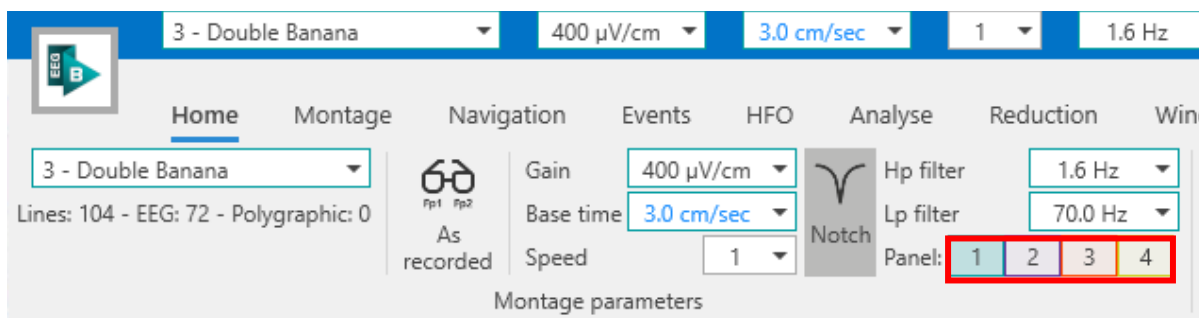 3 - Double Banana 400 µV/cm 3.0 cm/sec 1 1.6 Hz
EEG B
Home Montage Navigation Events HFO Analyse Reduction Win
3 - Double Banana
Lines: 104 - EEG: 72 - Polygraphic: 0
Fp1 Fp2
As
recorded
Gain 400 µV/cm
Base time 3.0 cm/sec
Speed 1
Notch
Hp filter 1.6 Hz
Lp filter 70.0 Hz
Panel: 1 2 3 4
Montage parameters